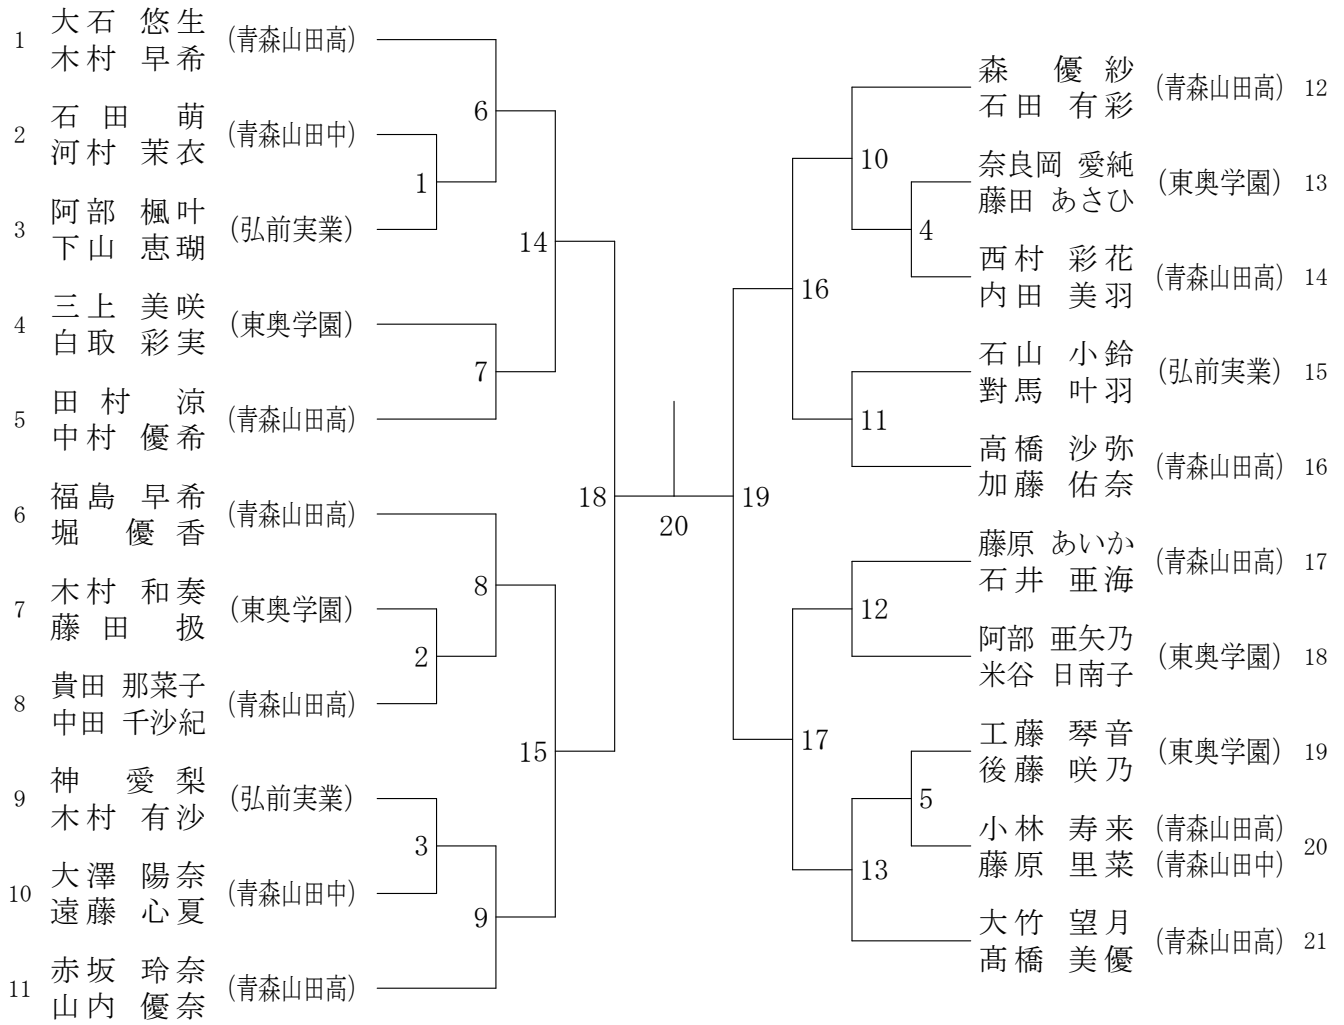 1 大石 悠生 (青森山田高)
木村 早希
2 石田 萌 (青森山田中)
河村 茉衣
3 阿部 楓叶 (弘前実業)
下山 恵瑚
4 三上 美咲 (東奥学園)
白取 彩実
5 田村 涼 (青森山田高)
中村 優希
6 福島 早希 (青森山田高)
堀 優香
7 木村 和奏 (東奥学園)
藤田 扱
8 貴田 那菜子 (青森山田高)
中田 千沙紀
9 神 愛梨 (弘前実業)
木村 有沙
10 大澤 陽奈 (青森山田中)
遠藤 心夏
11 赤坂 玲奈 (青森山田高)
山内 優奈
6
1
14
7
18
8
2
15
3
9
20
19
10
4
16
11
12
17
5
13
森 優紗 (青森山田高) 12
石田 有彩
奈良岡 愛純 (東奥学園) 13
藤田 あさひ
西村 彩花 (青森山田高) 14
内田 美羽
石山 小鈴 (弘前実業) 15
對馬 叶羽
高橋 沙弥 (青森山田高) 16
加藤 佑奈
藤原 あいか (青森山田高) 17
石井 亜海
阿部 亜矢乃 (東奥学園) 18
米谷 日南子
工藤 琴音 (東奥学園) 19
後藤 咲乃
小林 寿来 (青森山田高) 20
藤原 里菜 (青森山田中)
大竹 望月 (青森山田高) 21
髙橋 美優